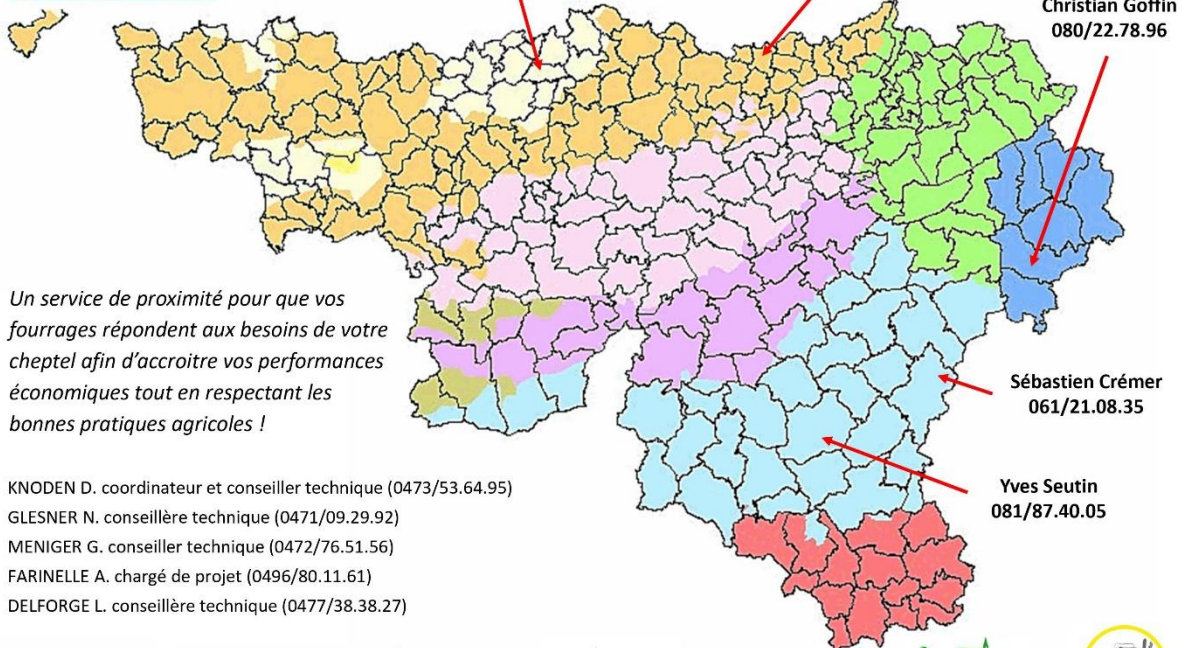 Christian Goffin
080/22.78.96
Un service de proximité pour que vos
fourrages répondent aux besoins de votre
cheptel afin d’accroitre vos performances
économiques tout en respectant les
bonnes pratiques agricoles !
Sébastien Crémer
061/21.08.35
Yves Seutin
081/87.40.05
KNODEN D. coordinateur et conseiller technique (0473/53.64.95)
GLESNER N. conseillère technique (0471/09.29.92)
MENIGER G. conseiller technique (0472/76.51.56)
FARINELLE A. chargé de projet (0496/80.11.61)
DELFORGE L. conseillère technique (0477/38.38.27)